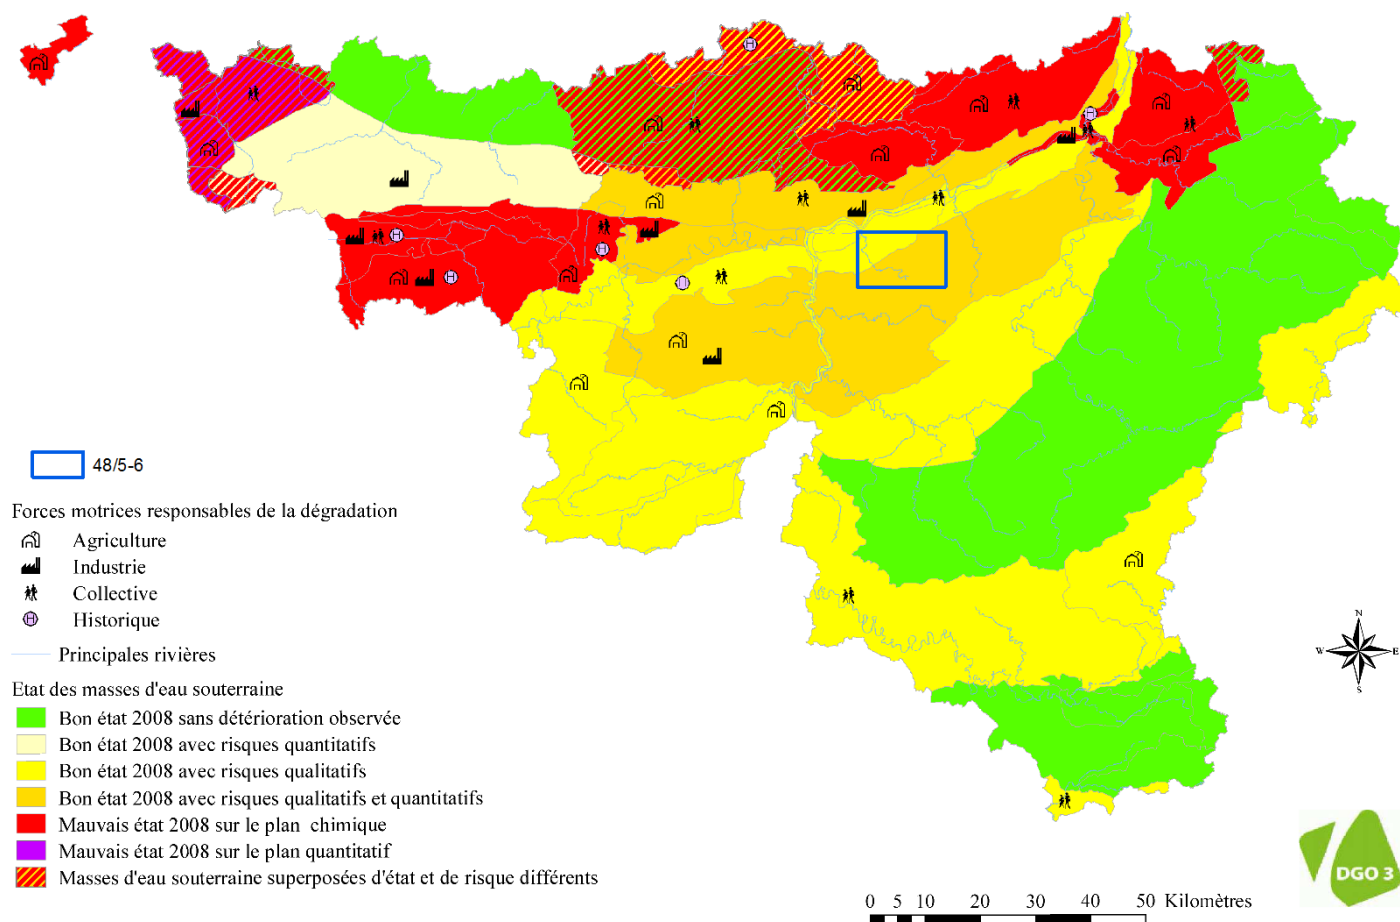 48/5-6
Forces motrices responsables de la dégradation
Agriculture
Industrie
Collective
H Historique
Principales rivières
Etat des masses d'eau souterraine
Bon état 2008 sans détérioration observée
Bon état 2008 avec risques quantitatifs
Bon état 2008 avec risques qualitatifs
Bon état 2008 avec risques qualitatifs et quantitatifs
Mauvais état 2008 sur le plan chimique
Mauvais état 2008 sur le plan quantitatif
Masses d'eau souterraine superposées d'état et de risque différents
H
H
H
H
H
H
N
W E
S
DGO 3
0 5 10 20 30 40 50 Kilomètres